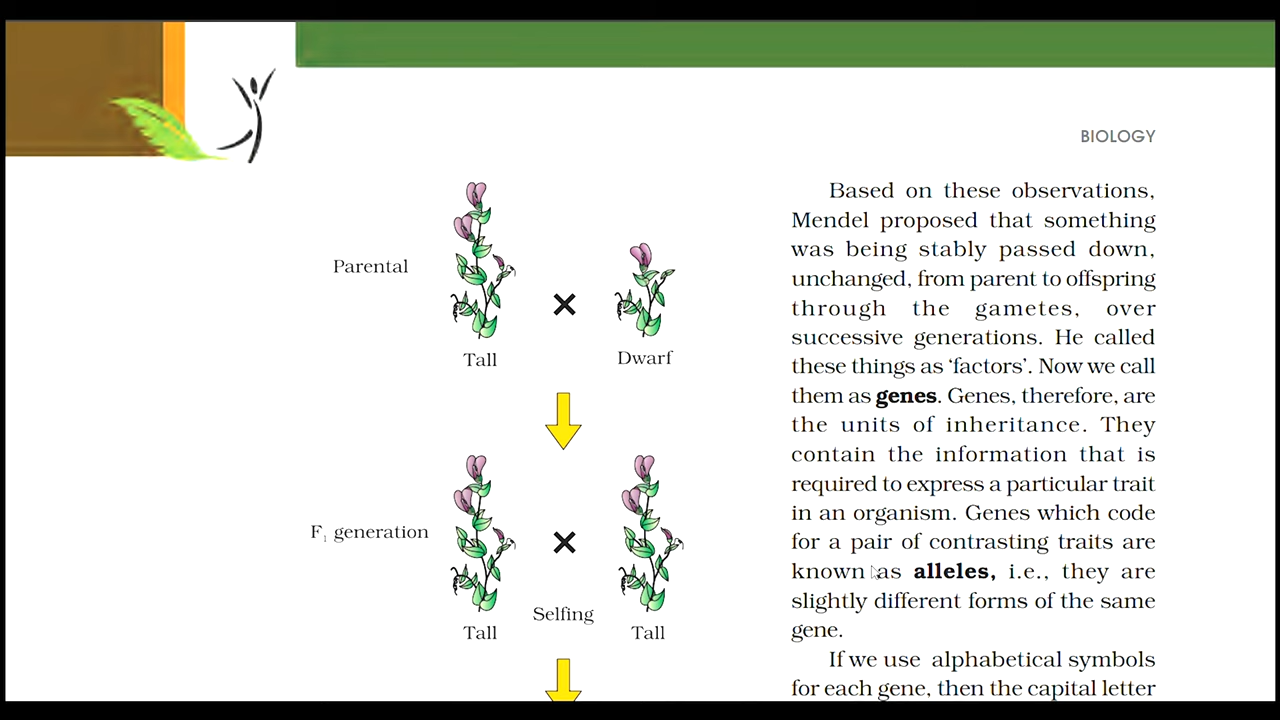 BIOLOGY
Parental
Tall
Dwarf
F₁ generation
Selfing
Tall
Tall
Based on these observations,
Mendel proposed that something
was being stably passed down,
unchanged, from parent to offspring
through the gametes, over
successive generations. He called
these things as ‘factors’. Now we call
them as genes. Genes, therefore, are
the units of inheritance. They
contain the information that is
required to express a particular trait
in an organism. Genes which code
for a pair of contrasting traits are
known as alleles, i.e., they are
slightly different forms of the same
gene.
If we use alphabetical symbols
for each gene, then the capital letter